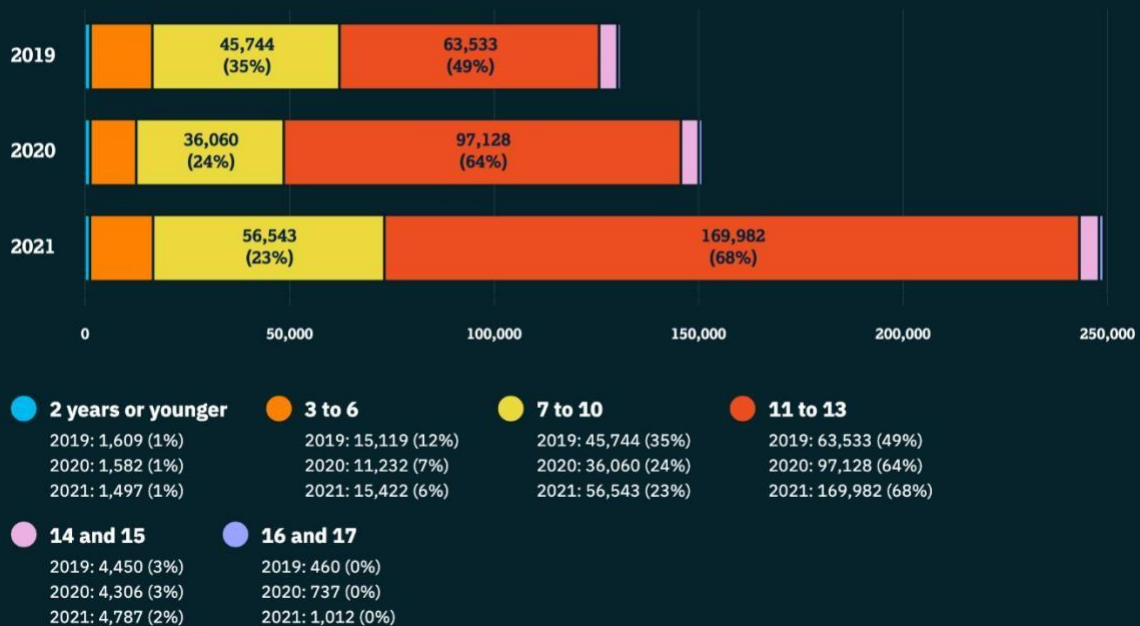 2019
45,744
(35%)
63,533
(49%)
2020
36,060
(24%)
97,128
(64%)
2021
56,543
(23%)
169,982
(68%)
0
50,000
100,000
150,000
200,000
250,000
2 years or younger
2019: 1,609 (1%)
2020: 1,582 (1%)
2021: 1,497 (1%)
3 to 6
2019: 15,119 (12%)
2020: 11,232 (7%)
2021: 15,422 (6%)
7 to 10
2019: 45,744 (35%)
2020: 36,060 (24%)
2021: 56,543 (23%)
11 to 13
2019: 63,533 (49%)
2020: 97,128 (64%)
2021: 169,982 (68%)
14 and 15
2019: 4,450 (3%)
2020: 4,306 (3%)
2021: 4,787 (2%)
16 and 17
2019: 460 (0%)
2020: 737 (0%)
2021: 1,012 (0%)